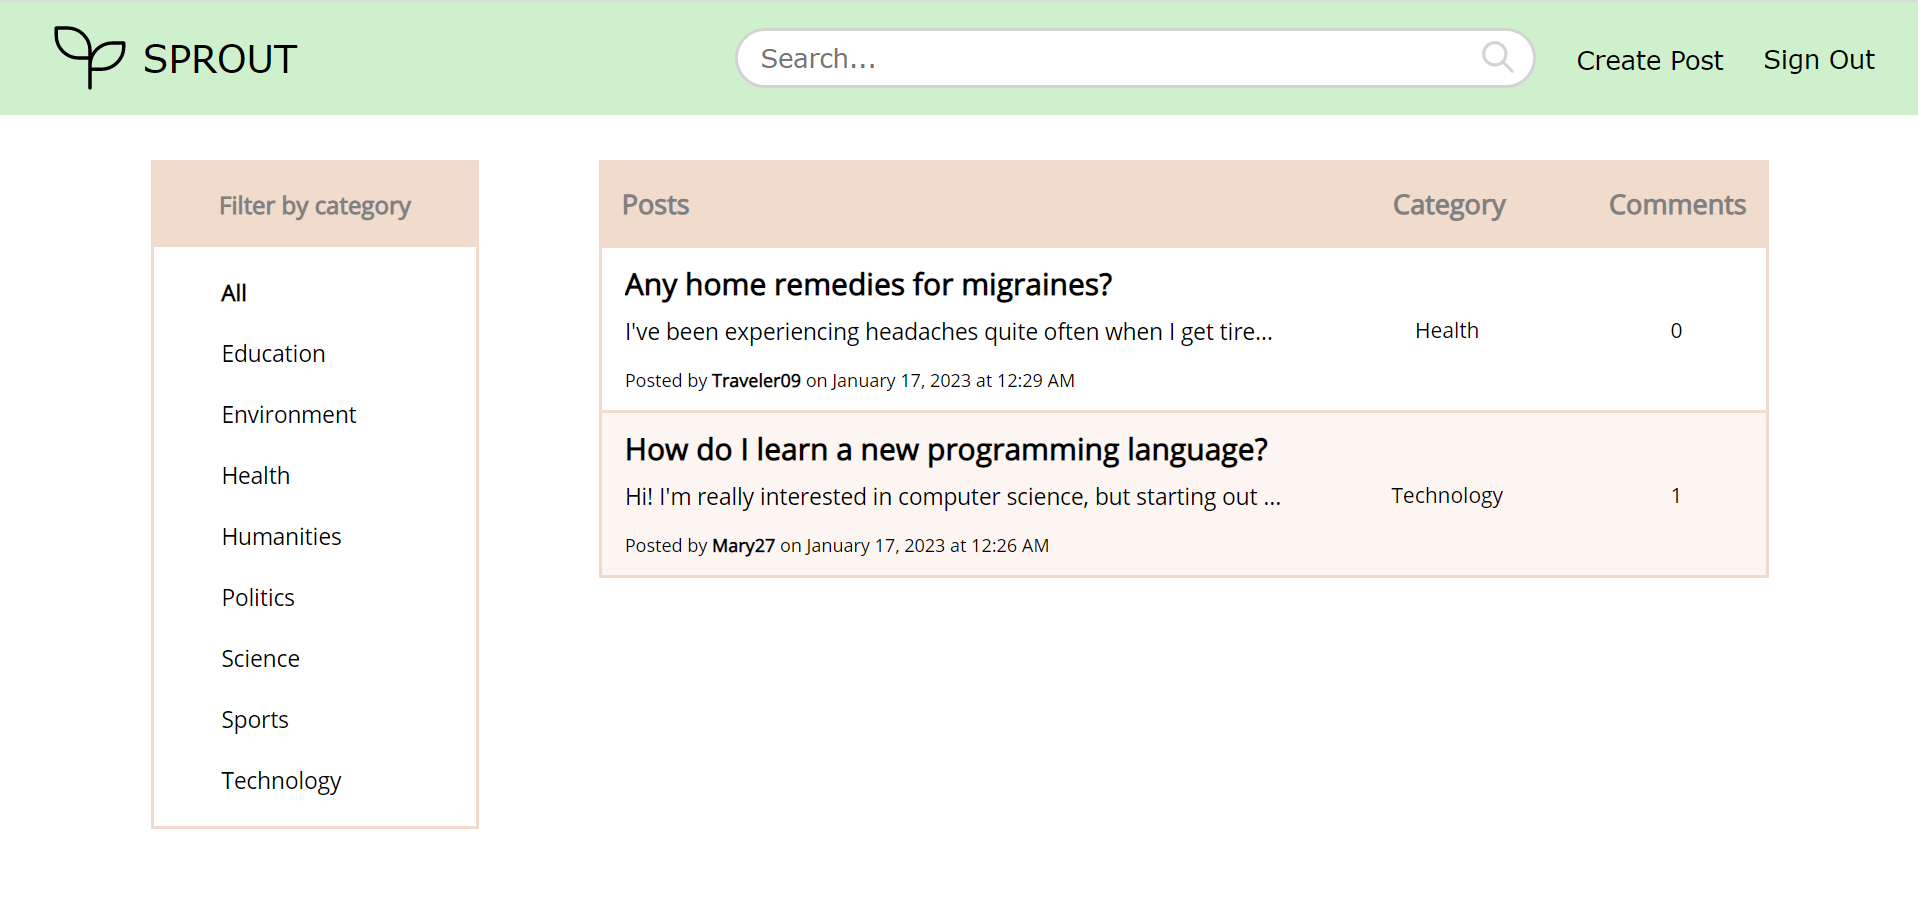 SPROUT
Search...
Create Post
Sign Out
Filter by category
All
Education
Environment
Health
Humanities
Politics
Science
Sports
Technology
Posts Category Comments
Any home remedies for migraines?
I've been experiencing headaches quite often when I get tire... Health 0
Posted by Traveler09 on January 17, 2023 at 12:29 AM
How do I learn a new programming language?
Hi! I'm really interested in computer science, but starting out ... Technology 1
Posted by Mary27 on January 17, 2023 at 12:26 AM